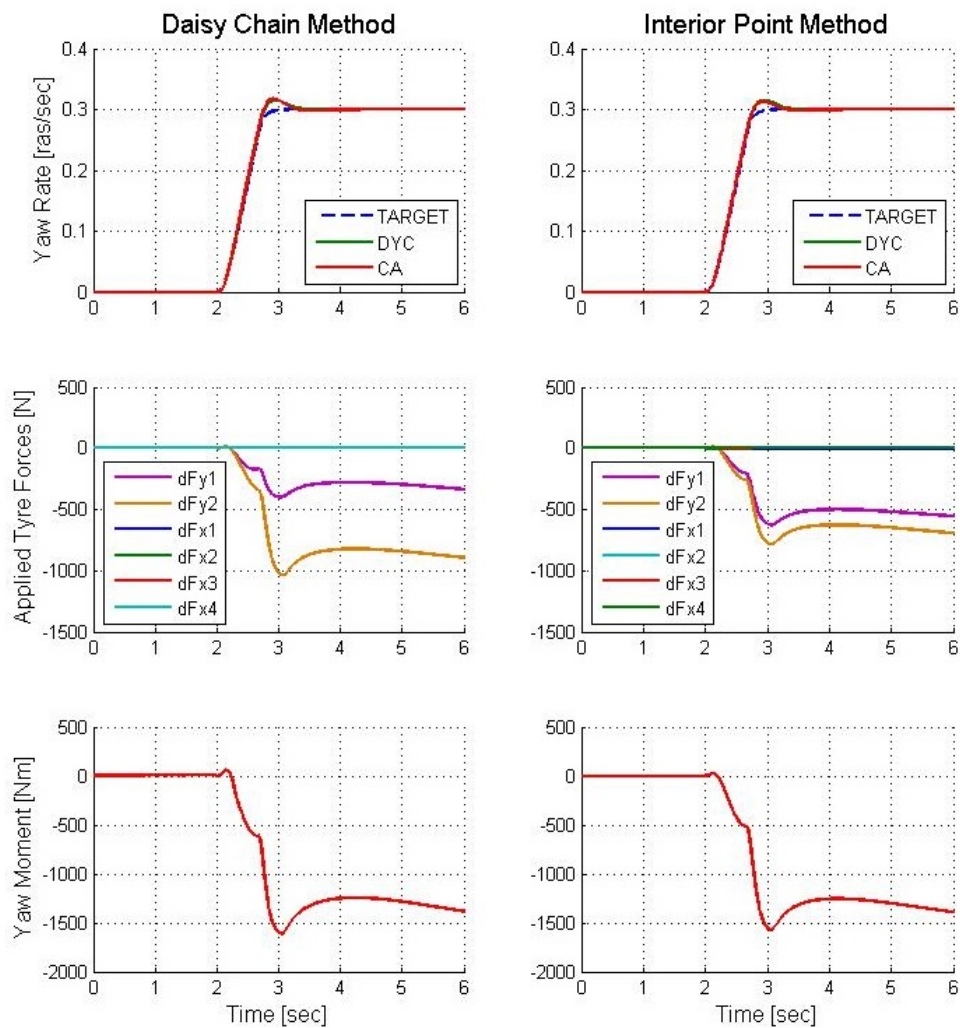 Daisy Chain Method
Interior Point Method
Yaw Rate [ras/sec]
0.4
0.3
0.2
0.1
0
TARGET
DYC
CA
0 1 2 3 4 5 6
0.4
0.3
0.2
0.1
0
TARGET
DYC
CA
0 1 2 3 4 5 6
Applied Tyre Forces [N]
500
0
-500
-1000
-1500
dFy1
dFy2
dFx1
dFx2
dFx3
dFx4
0 1 2 3 4 5 6
500
0
-500
-1000
-1500
dFy1
dFy2
dFx1
dFx2
dFx3
dFx4
0 1 2 3 4 5 6
Yaw Moment [Nm]
500
0
-500
-1000
-1500
-2000
0 1 2 3 4 5 6
Time [sec]
500
0
-500
-1000
-1500
-2000
0 1 2 3 4 5 6
Time [sec]